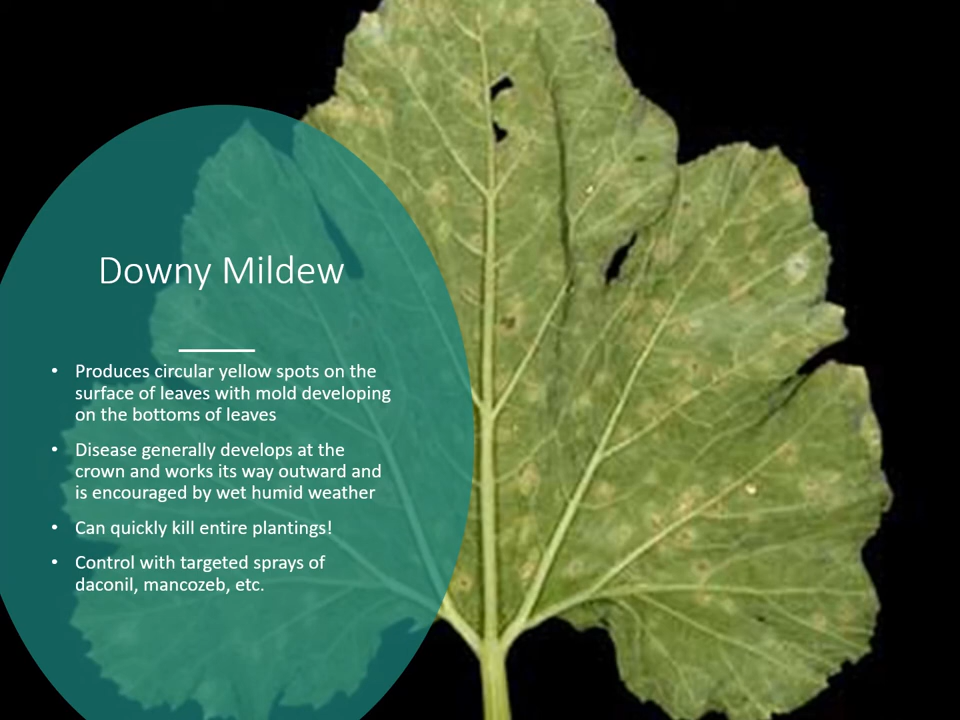 Downy Mildew
• Produces circular yellow spots on the
surface of leaves with mold developing
on the bottoms of leaves
• Disease generally develops at the
crown and works its way outward and
is encouraged by wet humid weather
• Can quickly kill entire plantings!
• Control with targeted sprays of
daconil, mancozeb, etc.